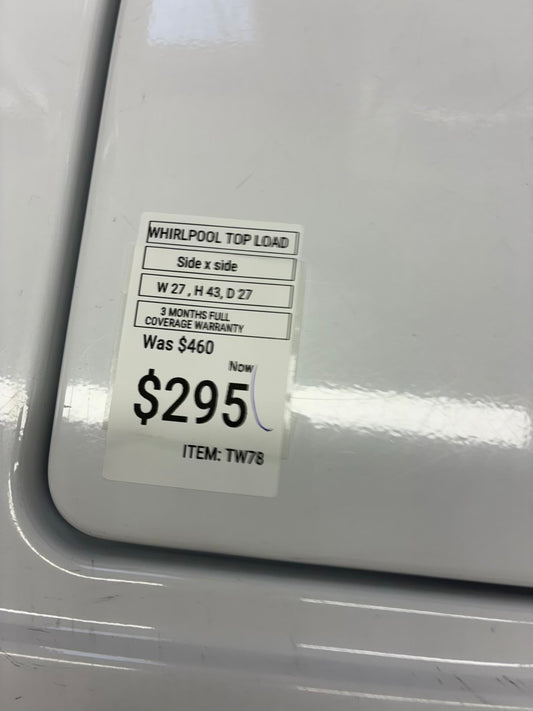 WHIRLPOOL TOP LOAD
Side x side
W 27 , H 43, D 27
3 MONTHS FULL
COVERAGE WARRANTY
Was $460
Now
$295
ITEM: TW78